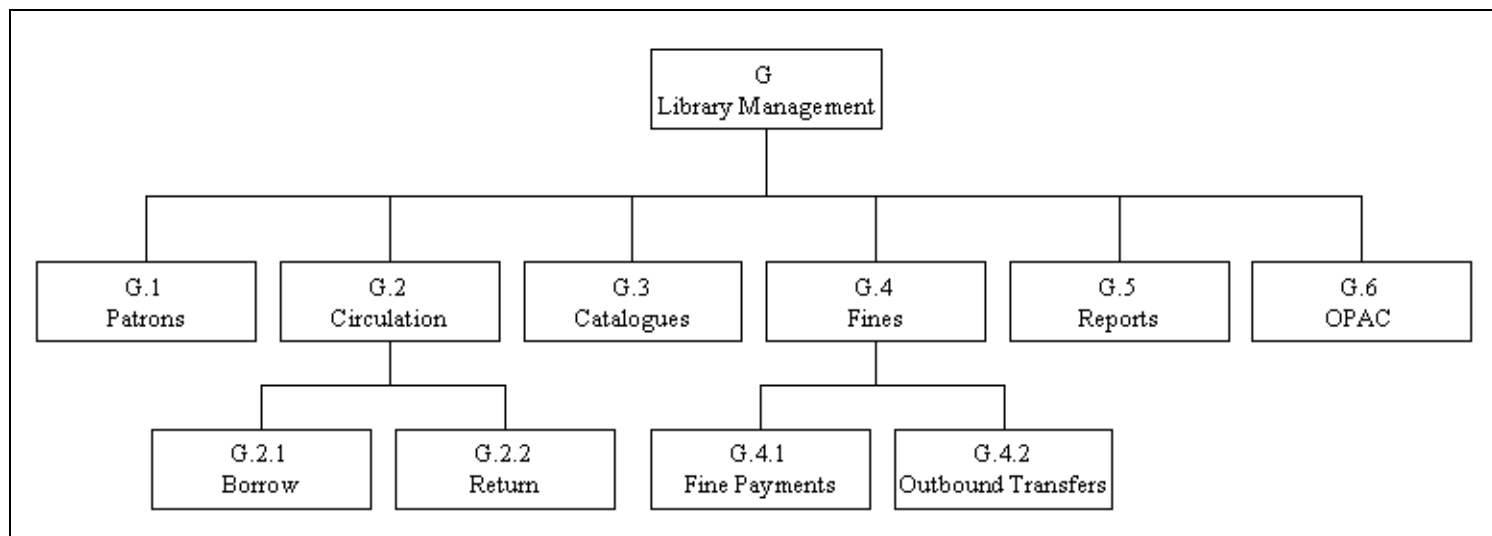 G
Library Management
G.1
Patrons
G.2
Circulation
G.3
Catalogues
G.4
Fines
G.5
Reports
G.6
OPAC
G.2.1
Borrow
G.2.2
Return
G.4.1
Fine Payments
G.4.2
Outbound Transfers